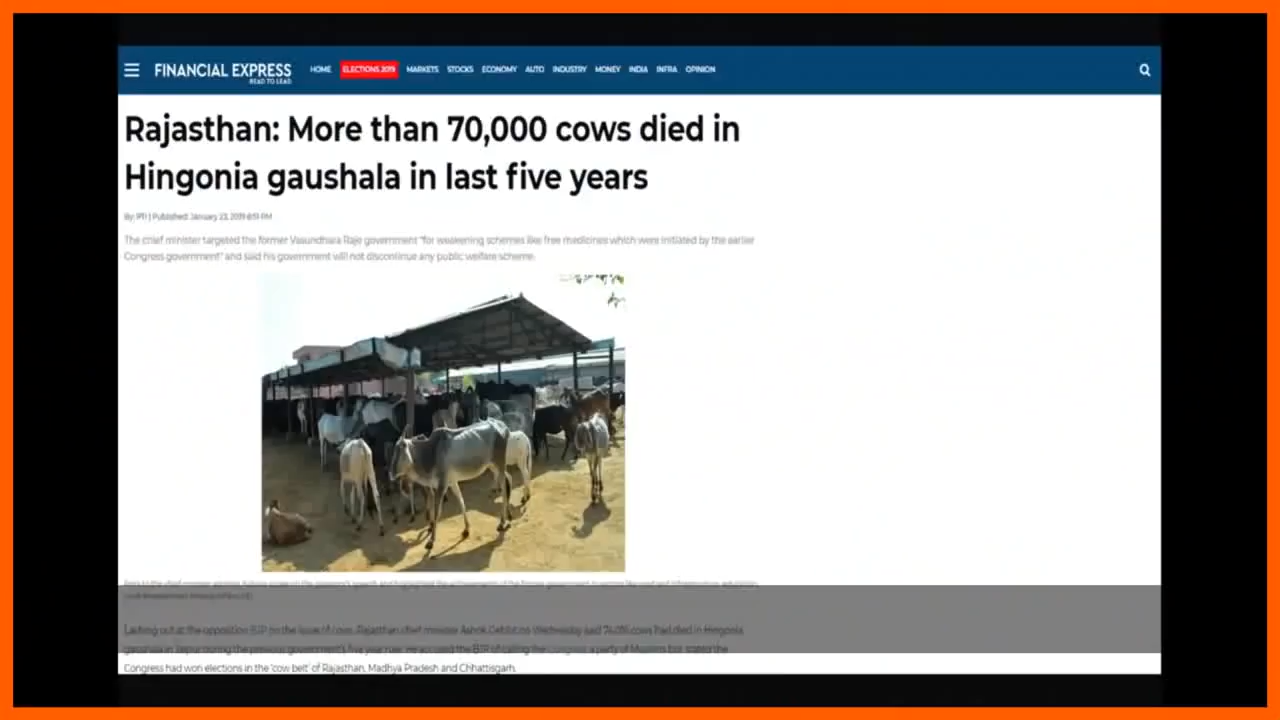 FINANCIAL EXPRESS
READ TO LEAD
HOME ELECTIONS 2019 MARKETS STOCKS ECONOMY AUTO INDUSTRY MONEY INDIA INFRA OPINION
Rajasthan: More than 70,000 cows died in
Hingonia gaushala in last five years
By: PTI | Published: January 23, 2019 8:51 PM
The chief minister targeted the former Vasundhara Raje government "for weakening schemes like free medicines which were initiated by the earlier
Congress government" and said his government will not discontinue any public welfare scheme.
Lashing out at the opposition BJP on the issue of cows, Rajasthan chief minister Ashok Gehlot on Wednesday said 74,016 cows had died in Hingonia
gaushala in Jaipur during the previous government's five year rule. He accused the BJP of calling the Congress a party of Muslims but stated the
Congress had won elections in the 'cow belt' of Rajasthan, Madhya Pradesh and Chhattisgarh.